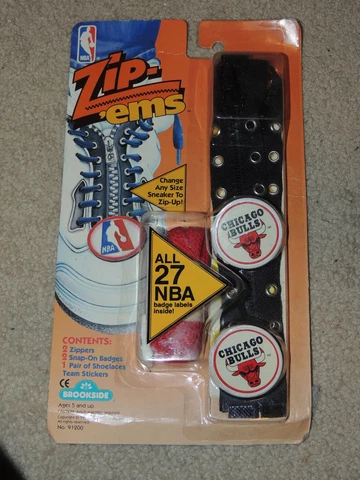 NBA
Zip-
ems
Change
Any Size
Sneaker To
Zip-Up!
NBA
ALL
27
NBA
badge labels
inside!
CHICAGO
BULLS
CHICAGO
BULLS
CONTENTS:
2 Zippers
2 Snap-On Badges
1 Pair of Shoelaces
Team Stickers
CE
BROOKSIDE
Ages 5 and up
No. 91200